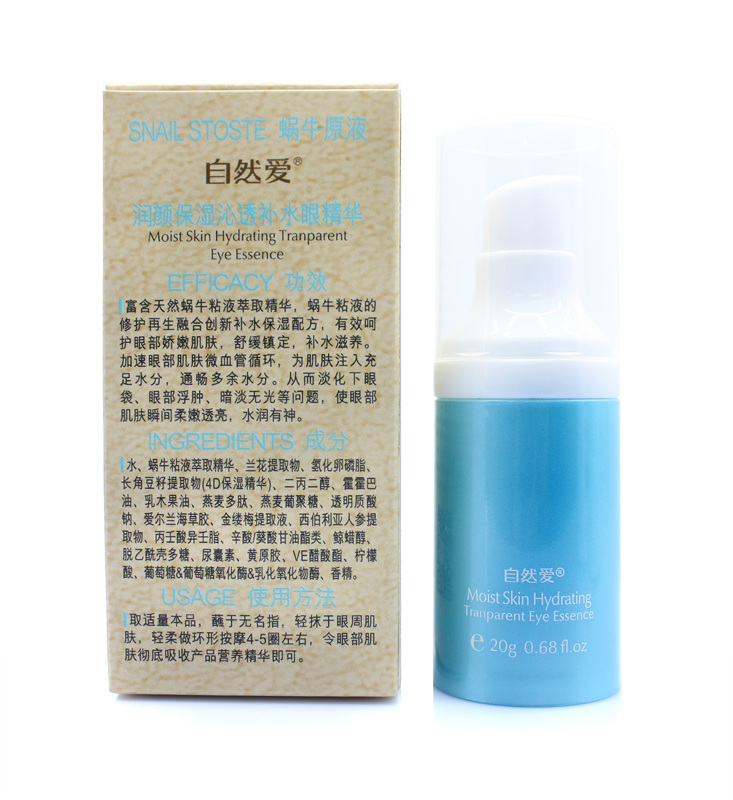 SNAIL STOSTE 蜗牛原液
自然爱®
润颜保湿沁透补水眼精华
Moist Skin Hydrating Tranparent
Eye Essence
EFFICACY 功效
富含天然蜗牛粘液萃取精华，蜗牛粘液的
修护再生融合创新补水保湿配方，有效呵
护眼部娇嫩肌肤，舒缓镇定，补水滋养。
加速眼部肌肤微血管循环，为肌肤注入充
足水分，通畅多余水分。从而淡化下眼
袋、眼部浮肿、暗淡无光等问题，使眼部
肌肤瞬间柔嫩透亮，水润有神。
INGREDIENTS 成分
水、蜗牛粘液萃取精华、兰花提取物、氢化卵磷脂、
长角豆籽提取物(4D保湿精华)、二丙二醇、霍霍巴
油、乳木果油、燕麦多肽、燕麦葡聚糖、透明质酸
钠、爱尔兰海草胶、金缕梅提取液、西伯利亚人参提
取物、丙壬酸异壬脂、辛酸/葵酸甘油酯类、鲸蜡醇、
脱乙酰壳多糖、尿囊素、黄原胶、VE醋酸酯、柠檬
酸、葡萄糖&葡萄糖氧化酶&乳化氧化物酶、香精。
USAGE 使用方法
取适量本品，蘸于无名指，轻抹于眼周肌
肤，轻柔做环形按摩4-5圈左右，令眼部肌
肤彻底吸收产品营养精华即可。
自然爱®
Moist Skin Hydrating
Tranparent Eye Essence
e 20g 0.68 fl.oz